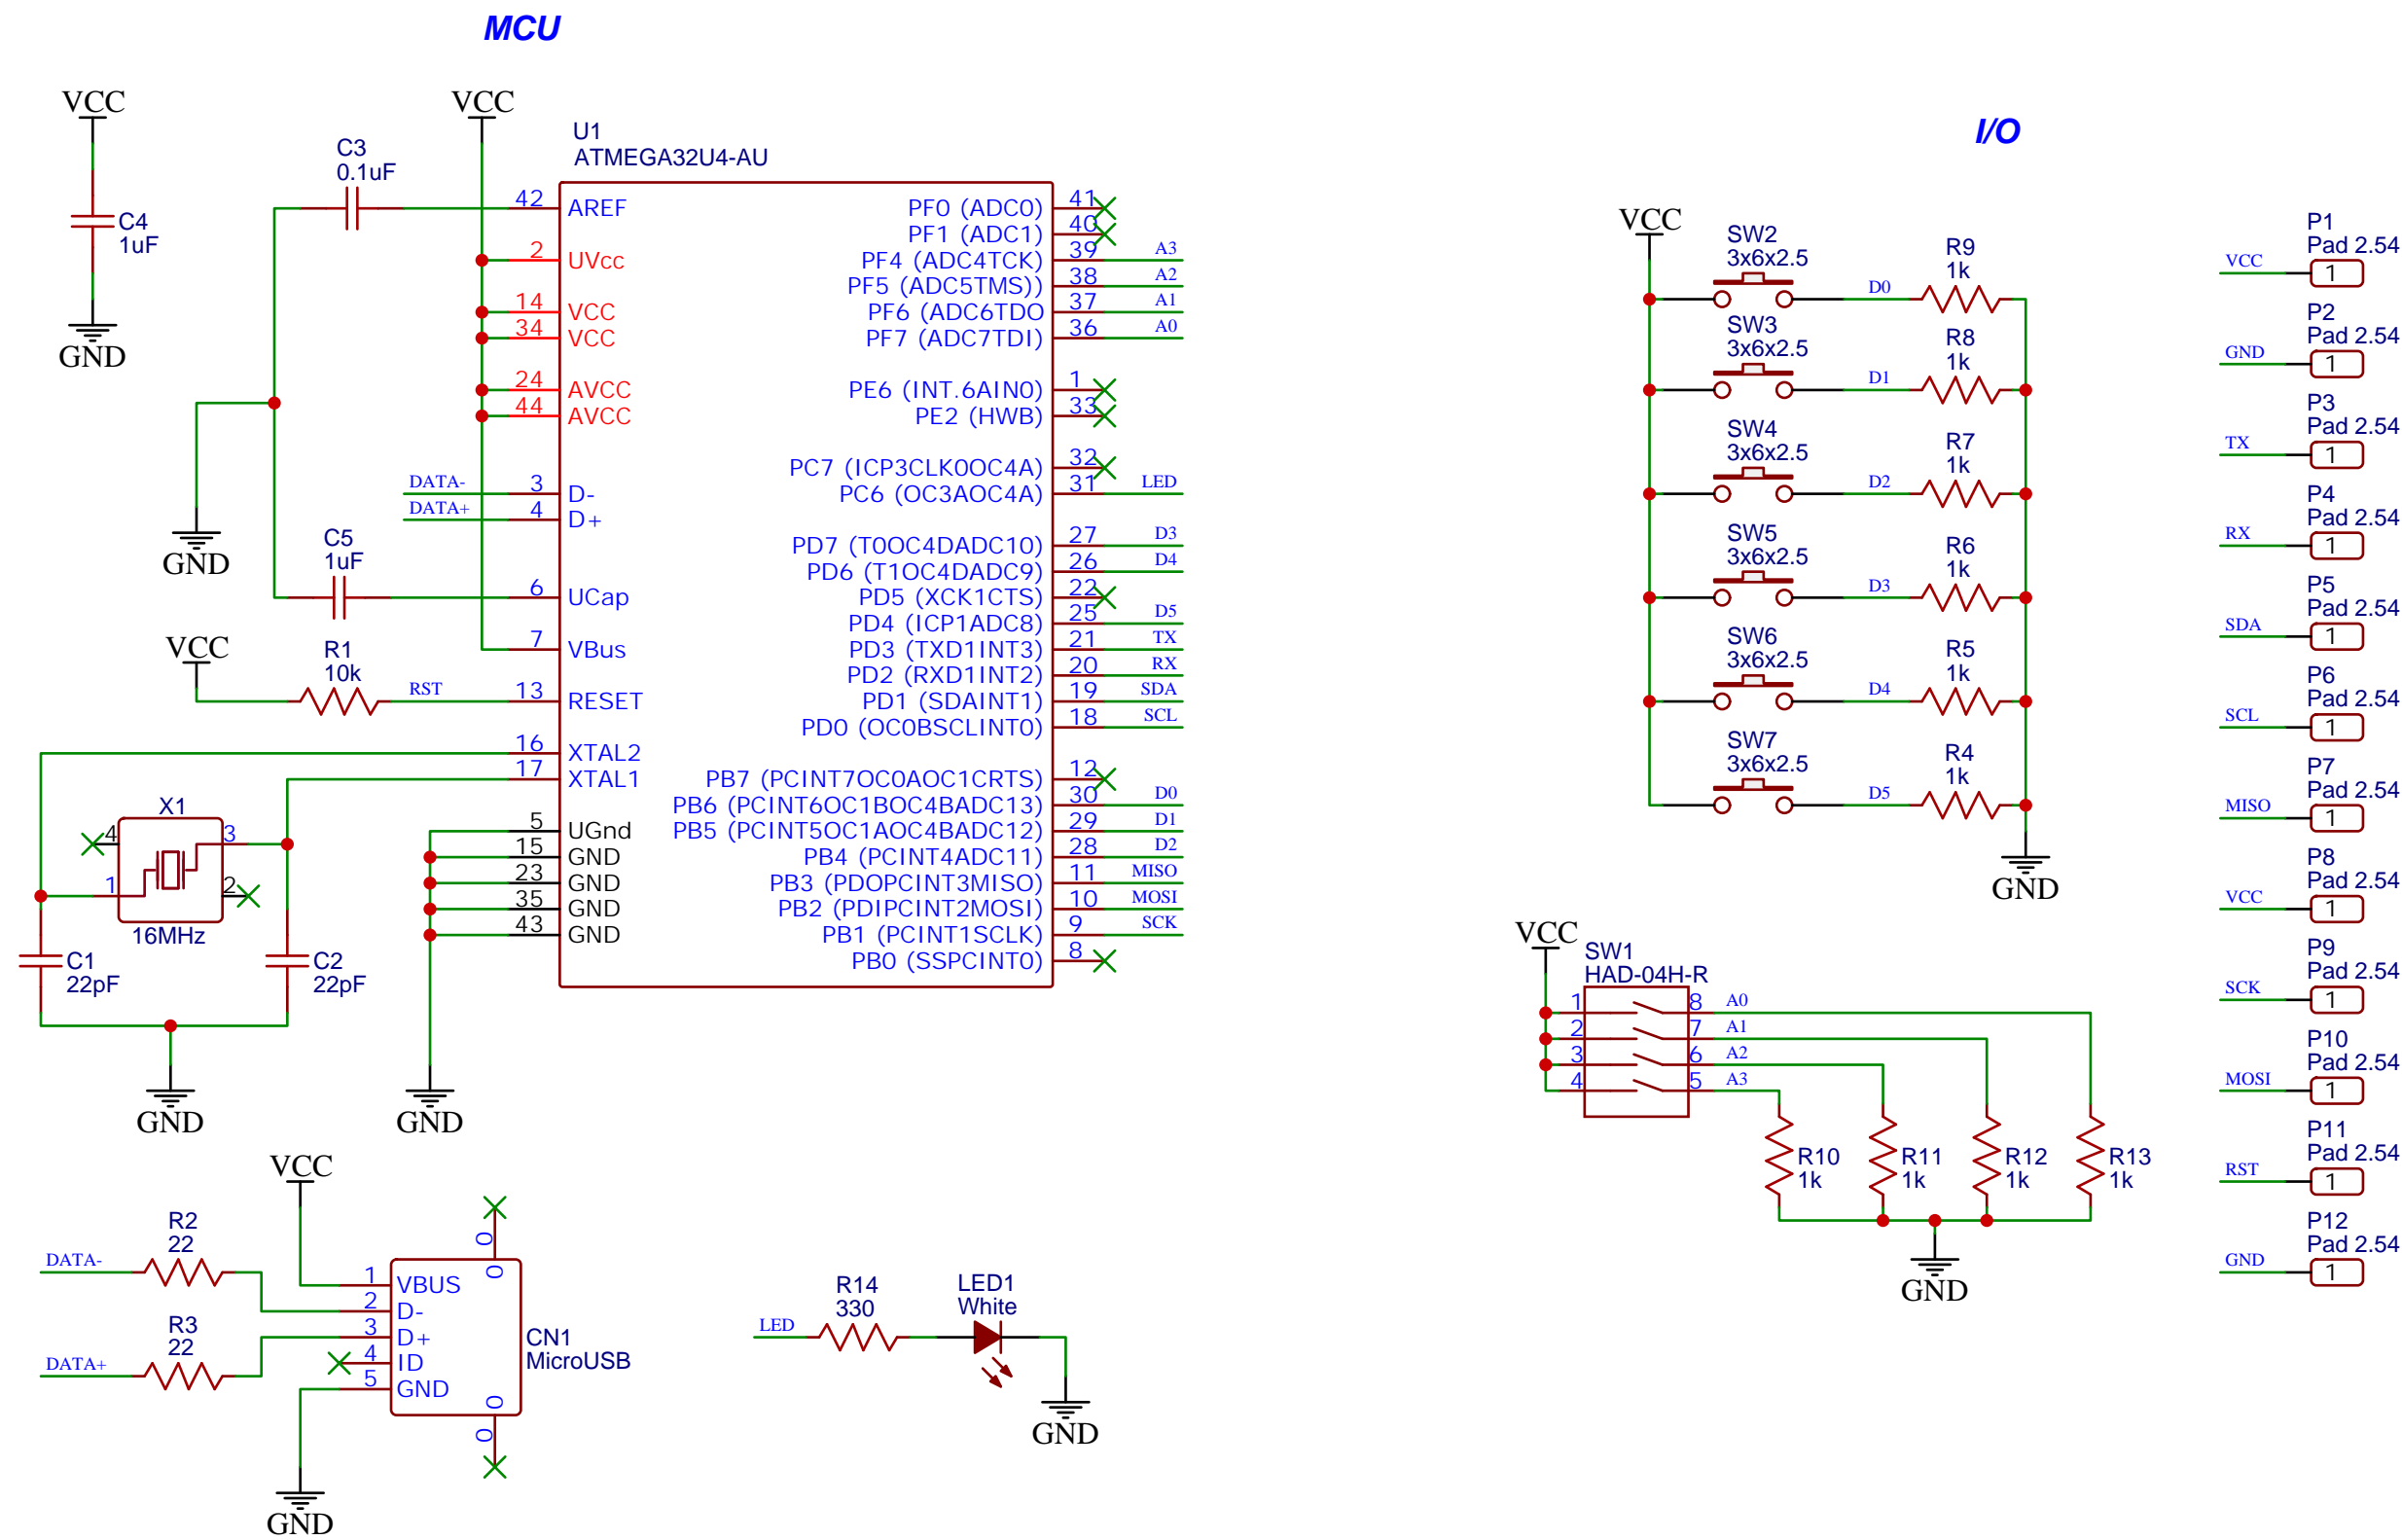 MCU
VCC
C4
1uF
GND
C3
0.1uF
GND
C5
1uF
VCC
R1
10k
RST
VCC
U1
ATMEGA32U4-AU
42 AREF
2 UVcc
14 VCC
34 VCC
24 AVCC
44 AVCC
DATA- 3 D-
DATA+ 4 D+
6 UCap
7 VBus
13 RESET
16 XTAL2
17 XTAL1
5 UGnd
15 GND
23 GND
35 GND
43 GND
PF0 (ADC0) 41
PF1 (ADC1) 40
PF4 (ADC4TCK) 39 A3
PF5 (ADC5TMS)) 38 A2
PF6 (ADC6TDO 37 A1
PF7 (ADC7TDI) 36 A0
PE6 (INT.6AIN0) 1
PE2 (HWB) 33
PC7 (ICP3CLK0OC4A) 32
PC6 (OC3AOC4A) 31 LED
PD7 (T0OC4DADC10) 27 D3
PD6 (T1OC4DADC9) 26 D4
PD5 (XCK1CTS) 22
PD4 (ICP1ADC8) 25 D5
PD3 (TXD1INT3) 21 TX
PD2 (RXD1INT2) 20 RX
PD1 (SDAINT1) 19 SDA
PD0 (OC0BSCLINT0) 18 SCL
PB7 (PCINT7OC0AOC1CRTS) 12
PB6 (PCINT6OC1BOC4BADC13) 30 D0
PB5 (PCINT5OC1AOC4BADC12) 29 D1
PB4 (PCINT4ADC11) 28 D2
PB3 (PDOPCINT3MISO) 11 MISO
PB2 (PDIPCINT2MOSI) 10 MOSI
PB1 (PCINT1SCLK) 9 SCK
PB0 (SSPCINT0) 8
X1
4 3
1 2
16MHz
C1
22pF
C2
22pF
GND
GND
VCC
R2
22
DATA-
R3
22
DATA+
1 VBUS
2 D-
3 D+
4 ID
5 GND
0
0
0
0
CN1
MicroUSB
GND
LED
R14
330
LED1
White
GND
I/O
VCC
SW2
3x6x2.5
D0
R9
1k
SW3
3x6x2.5
D1
R8
1k
SW4
3x6x2.5
D2
R7
1k
SW5
3x6x2.5
D3
R6
1k
SW6
3x6x2.5
D4
R5
1k
SW7
3x6x2.5
D5
R4
1k
GND
VCC
SW1
HAD-04H-R
1 8 A0
2 7 A1
3 6 A2
4 5 A3
R10
1k
R11
1k
R12
1k
R13
1k
GND
P1
Pad 2.54
VCC 1
P2
Pad 2.54
GND 1
P3
Pad 2.54
TX 1
P4
Pad 2.54
RX 1
P5
Pad 2.54
SDA 1
P6
Pad 2.54
SCL 1
P7
Pad 2.54
MISO 1
P8
Pad 2.54
VCC 1
P9
Pad 2.54
SCK 1
P10
Pad 2.54
MOSI 1
P11
Pad 2.54
RST 1
P12
Pad 2.54
GND 1